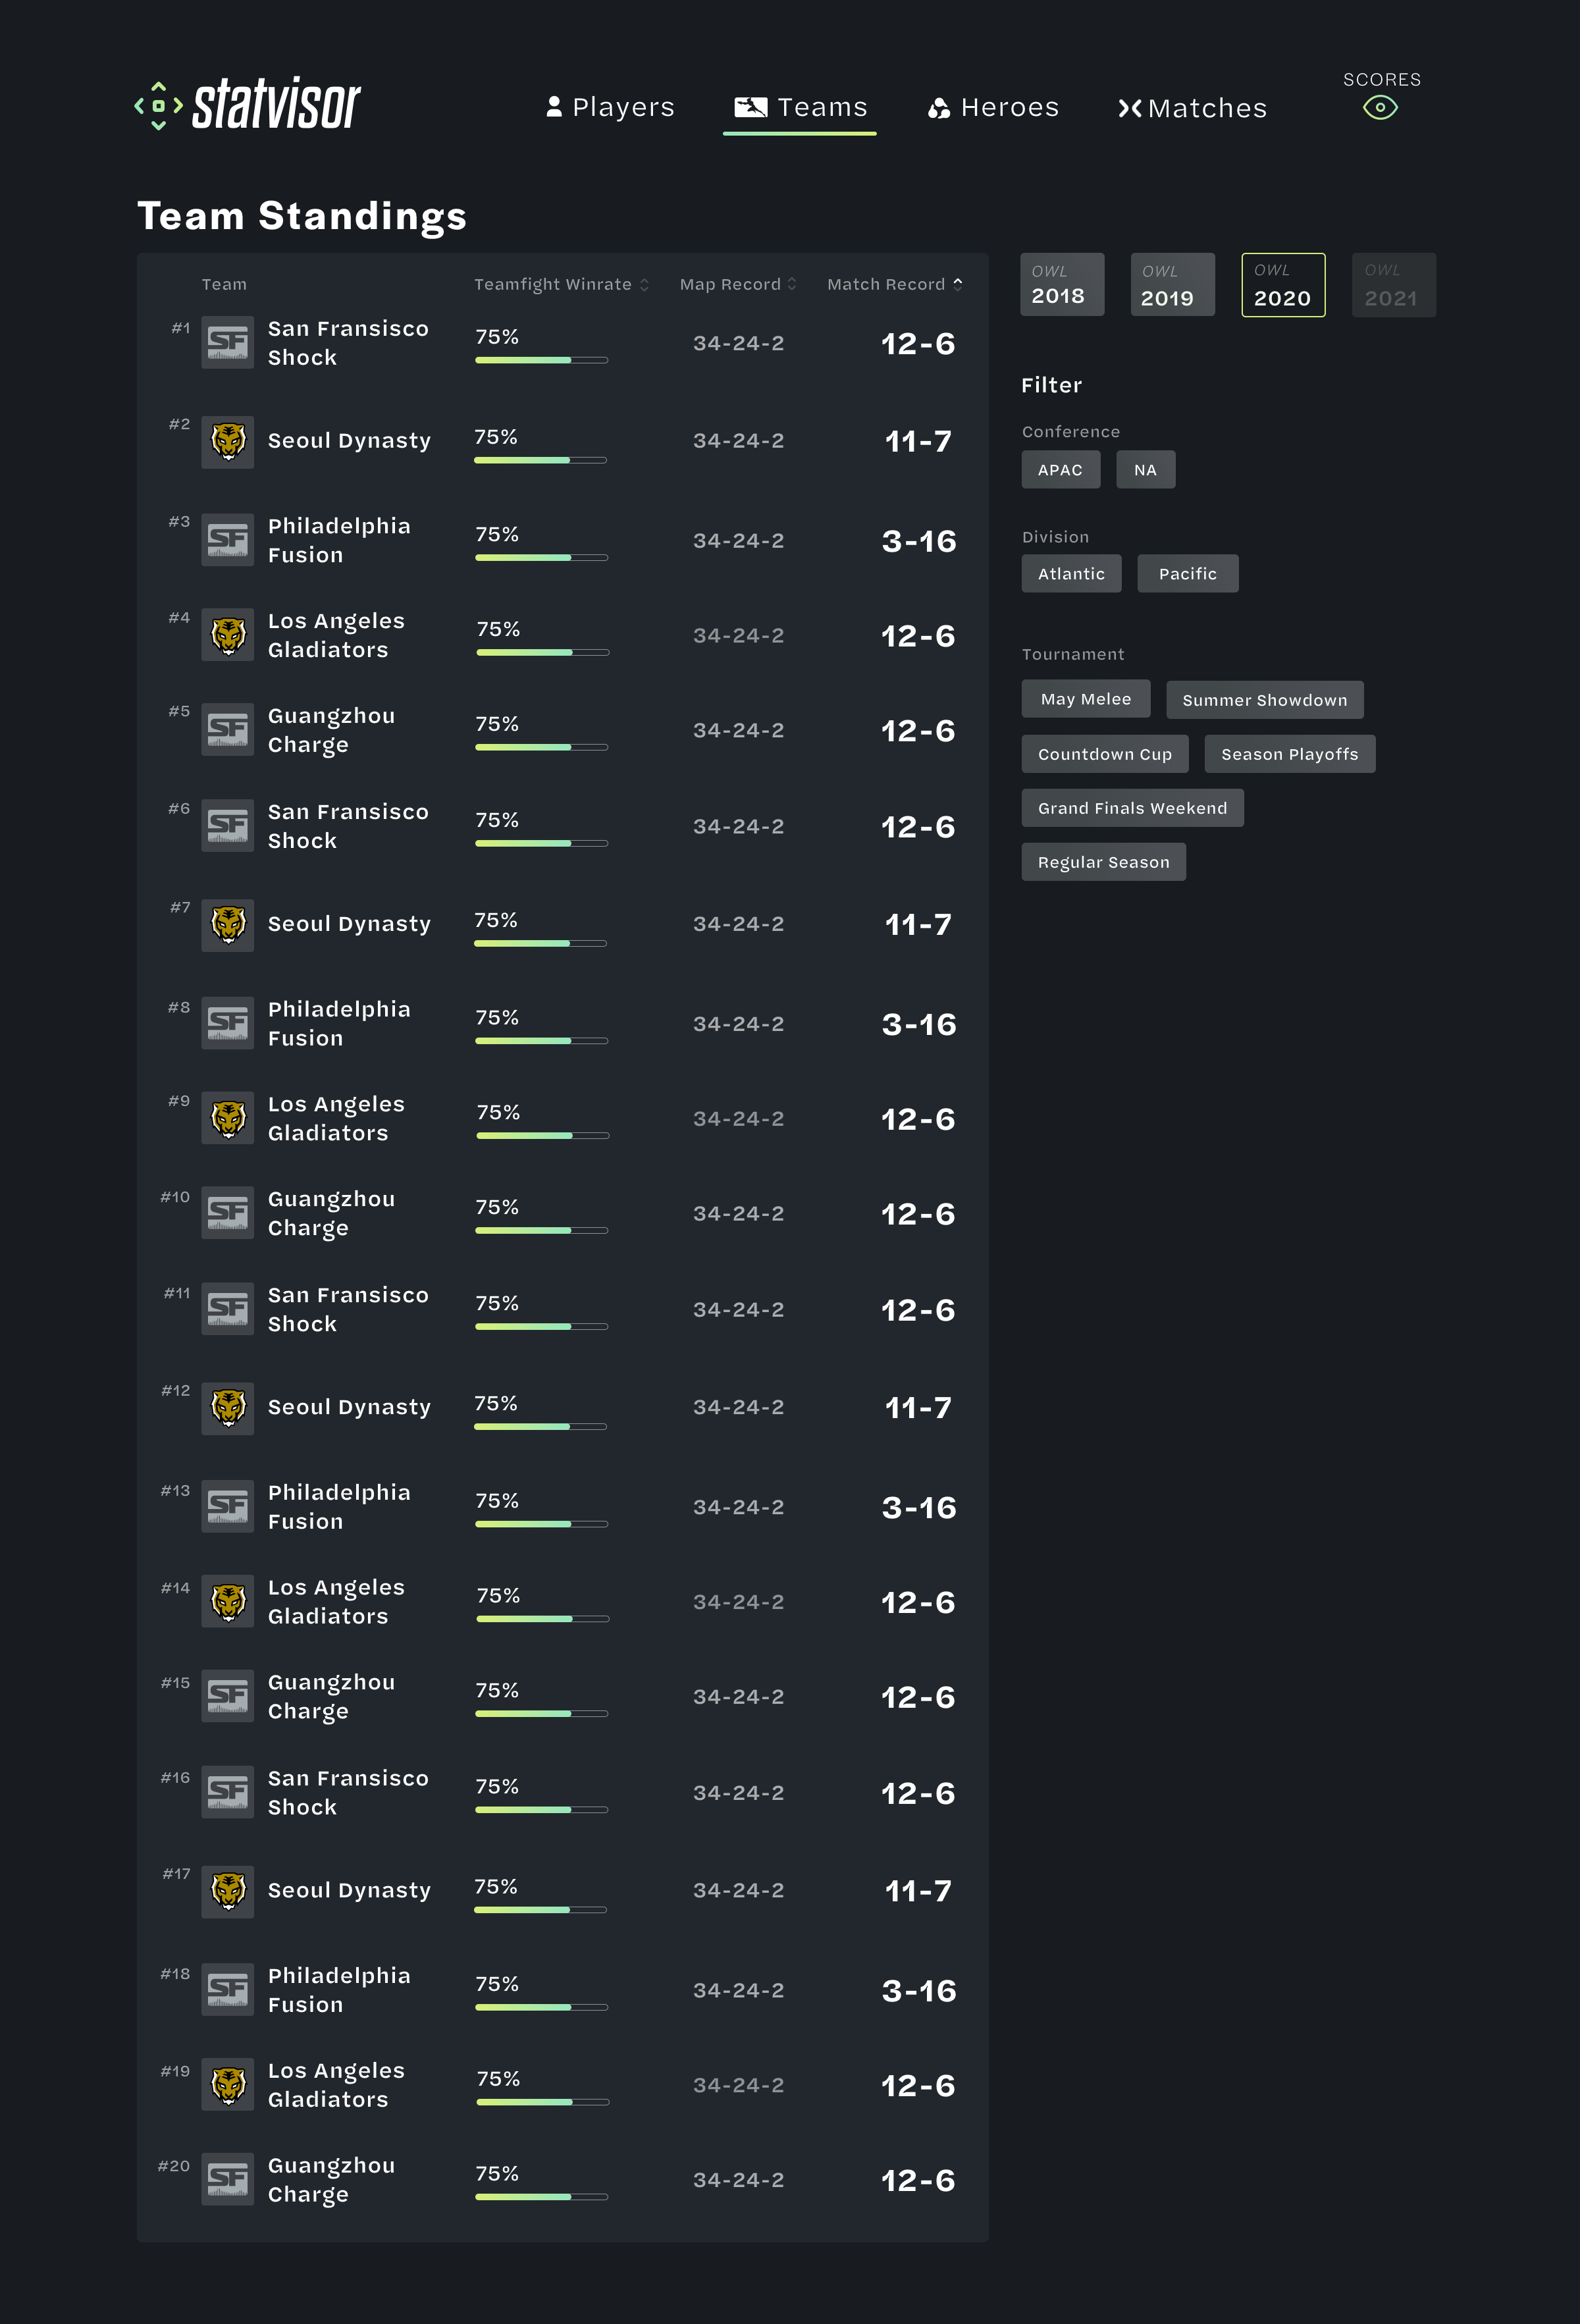 statvisor
Players
Teams
Heroes
Matches
SCORES
Team Standings
Team
Teamfight Winrate
Map Record
Match Record
#1
SF
San Fransisco
Shock
75%
34-24-2
12-6
#2
Seoul Dynasty
75%
34-24-2
11-7
#3
SF
Philadelphia
Fusion
75%
34-24-2
3-16
#4
Los Angeles
Gladiators
75%
34-24-2
12-6
#5
SF
Guangzhou
Charge
75%
34-24-2
12-6
#6
SF
San Fransisco
Shock
75%
34-24-2
12-6
#7
Seoul Dynasty
75%
34-24-2
11-7
#8
SF
Philadelphia
Fusion
75%
34-24-2
3-16
#9
Los Angeles
Gladiators
75%
34-24-2
12-6
#10
SF
Guangzhou
Charge
75%
34-24-2
12-6
#11
SF
San Fransisco
Shock
75%
34-24-2
12-6
#12
Seoul Dynasty
75%
34-24-2
11-7
#13
SF
Philadelphia
Fusion
75%
34-24-2
3-16
#14
Los Angeles
Gladiators
75%
34-24-2
12-6
#15
SF
Guangzhou
Charge
75%
34-24-2
12-6
#16
SF
San Fransisco
Shock
75%
34-24-2
12-6
#17
Seoul Dynasty
75%
34-24-2
11-7
#18
SF
Philadelphia
Fusion
75%
34-24-2
3-16
#19
Los Angeles
Gladiators
75%
34-24-2
12-6
#20
SF
Guangzhou
Charge
75%
34-24-2
12-6
OWL
2018
OWL
2019
OWL
2020
OWL
2021
Filter
Conference
APAC
NA
Division
Atlantic
Pacific
Tournament
May Melee
Summer Showdown
Countdown Cup
Season Playoffs
Grand Finals Weekend
Regular Season